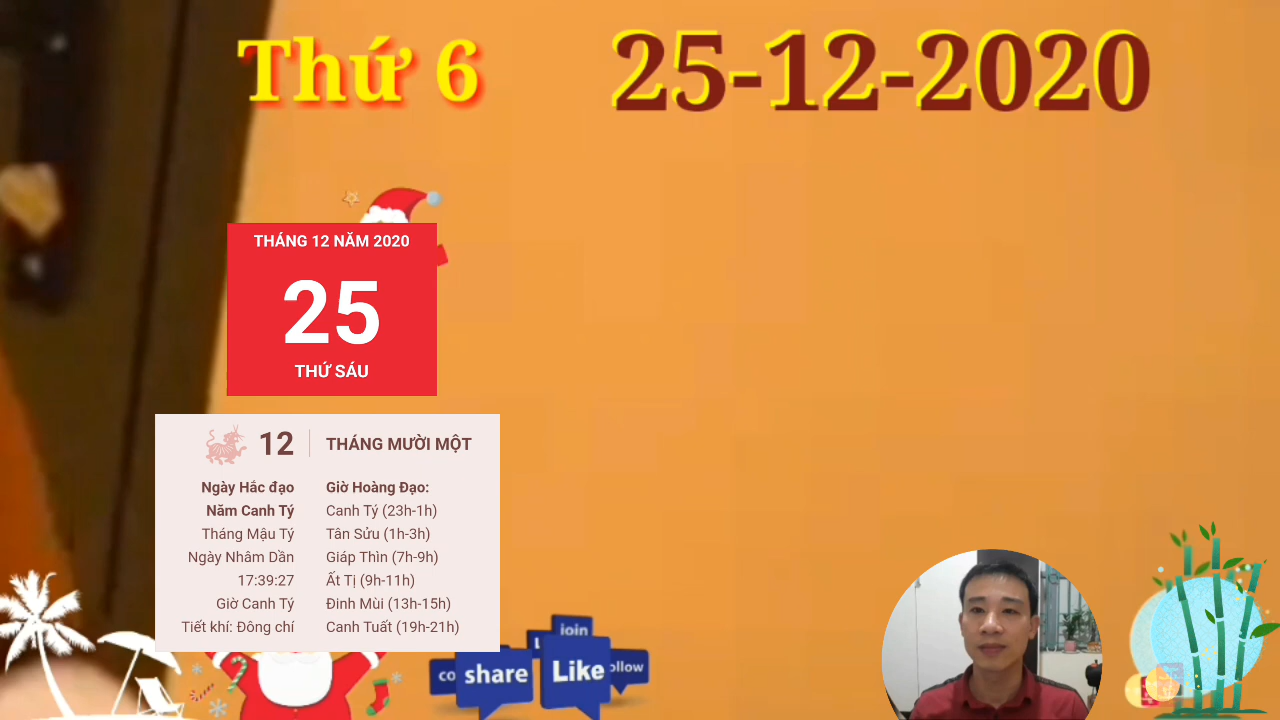 Thứ 6
25-12-2020
THÁNG 12 NĂM 2020
25
THỨ SÁU
12
THÁNG MƯỜI MỘT
Ngày Hắc đạo
Năm Canh Tý
Tháng Mậu Tý
Ngày Nhâm Dần
17:39:27
Giờ Canh Tý
Tiết khí: Đông chí
Giờ Hoàng Đạo:
Canh Tý (23h-1h)
Tân Sửu (1h-3h)
Giáp Thìn (7h-9h)
Ất Tị (9h-11h)
Đinh Mùi (13h-15h)
Canh Tuất (19h-21h)
join
share
Like
ollow